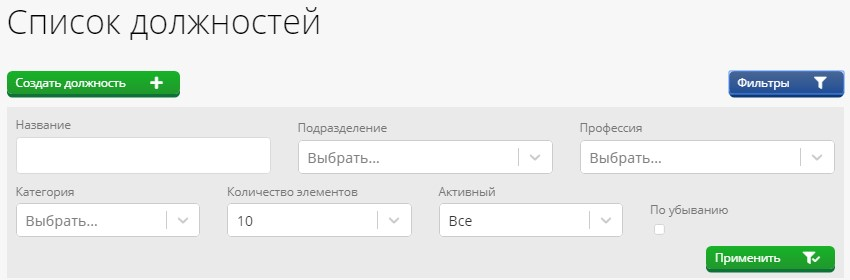 Список должностей
Создать должность
Фильтры
Название
Подразделение
Профессия
Выбрать...
Выбрать...
Категория
Количество элементов
Активный
По убыванию
Выбрать...
10
Все
Применить